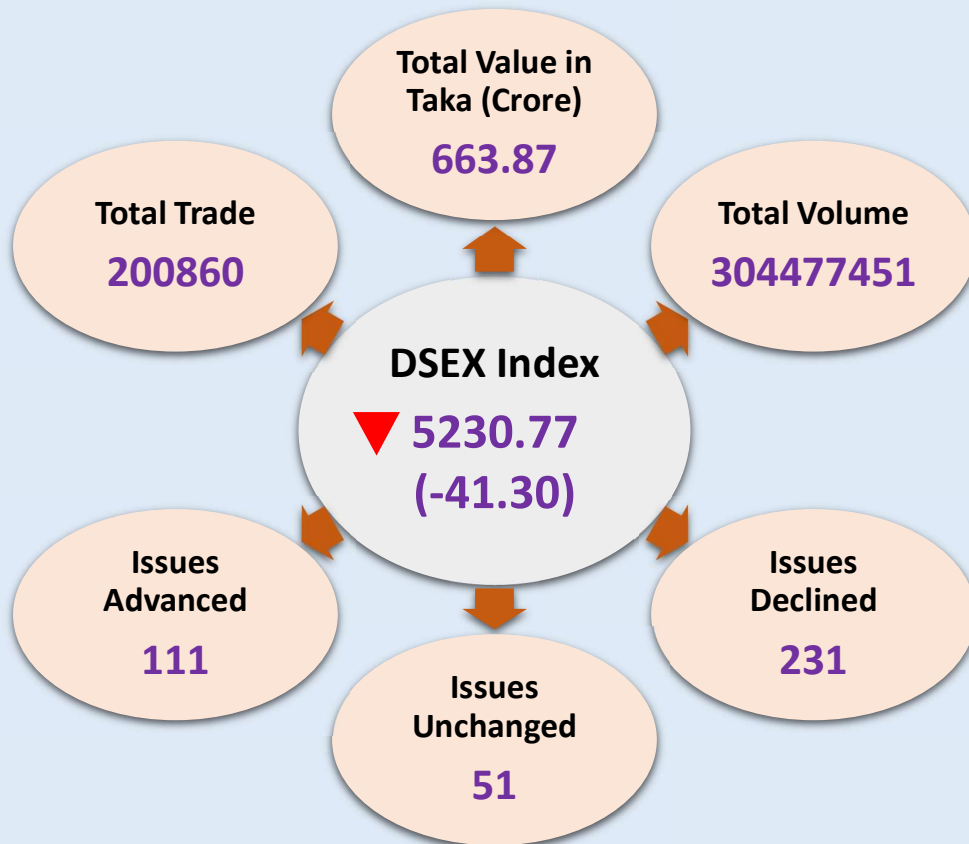 Total Value in
Taka (Crore)
663.87
Total Trade
200860
Total Volume
304477451
DSEX Index
5230.77
(-41.30)
Issues
Advanced
111
Issues
Declined
231
Issues
Unchanged
51